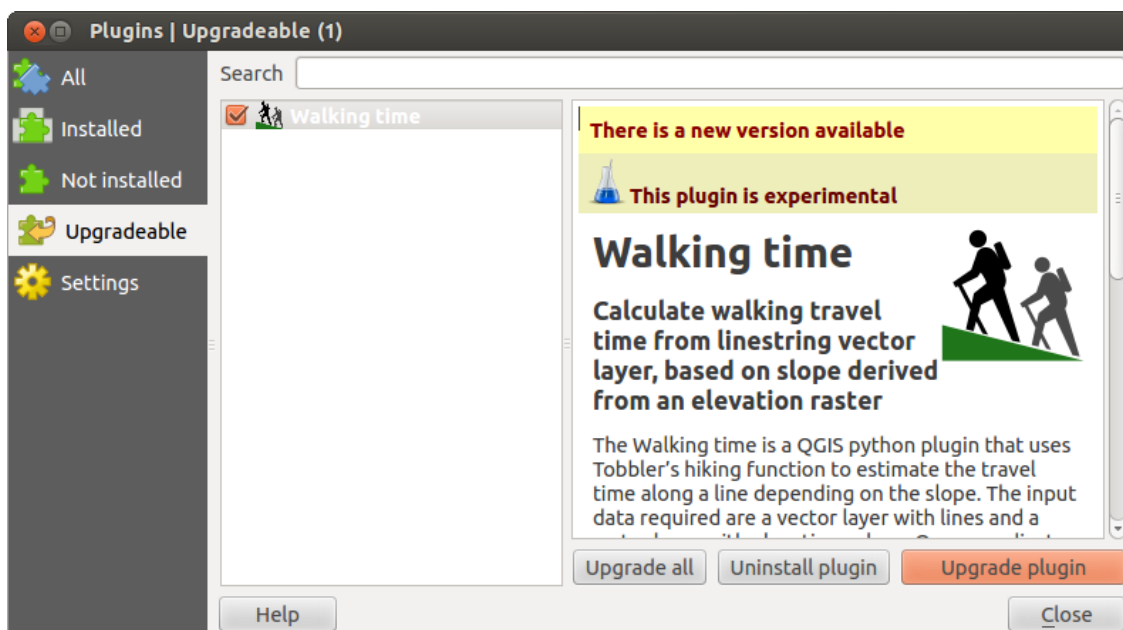 Plugins | Upgradeable (1)
All
Installed
Not installed
Upgradeable
Settings
Search
Walking time
There is a new version available
This plugin is experimental
Walking time
Calculate walking travel
time from linestring vector
layer, based on slope derived
from an elevation raster
The Walking time is a QGIS python plugin that uses
Tobbler's hiking function to estimate the travel
time along a line depending on the slope. The input
data required are a vector layer with lines and a
Upgrade all
Uninstall plugin
Upgrade plugin
Help
Close